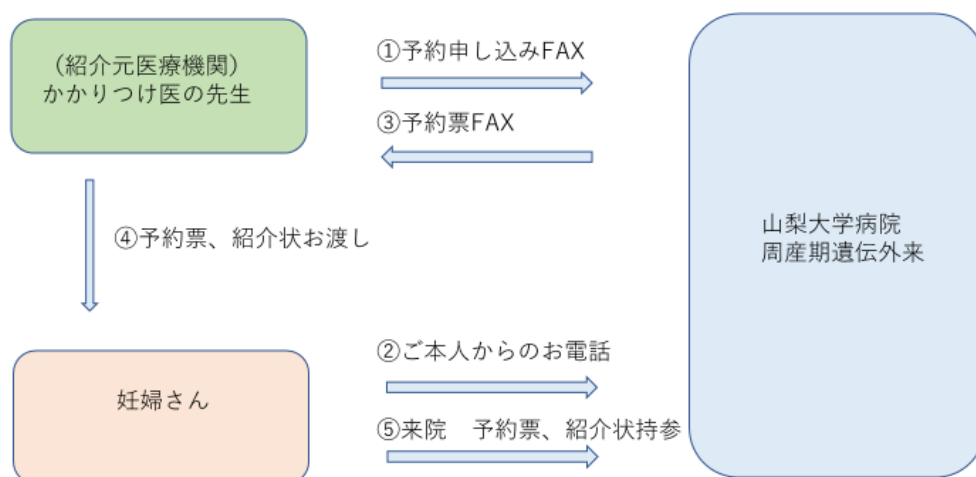 （紹介元医療機関）
かかりつけ医の先生
①予約申し込みFAX
③予約票FAX
④予約票、紹介状お渡し
山梨大学病院
周産期遺伝外来
妊婦さん
②ご本人からのお電話
⑤来院　予約票、紹介状持参